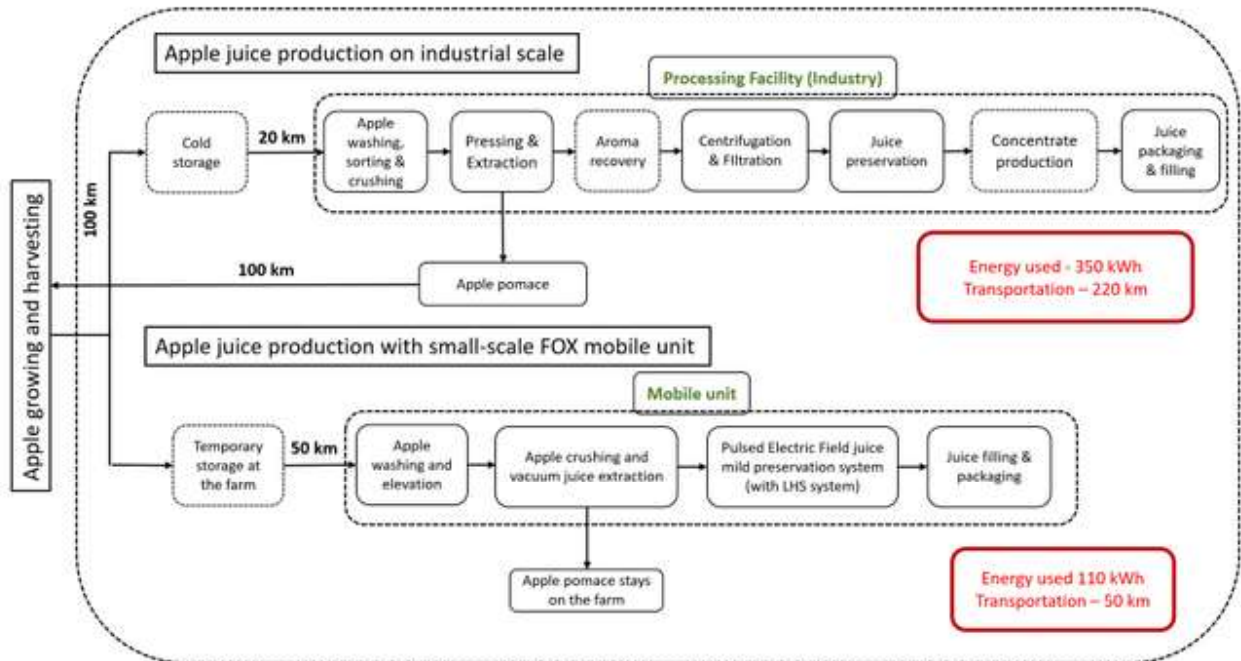 Apple juice production on industrial scale
Processing Facility (Industry)
Cold
storage
20 km
Apple
washing,
sorting &
crushing
Pressing &
Extraction
Aroma
recovery
Centrifugation
& FIltration
Juice
preservation
Concentrate
production
Juice
packaging
& filling
100 km
Apple growing and harvesting
100 km
Apple pomace
Energy used - 350 kWh
Transportation – 220 km
Apple juice production with small-scale FOX mobile unit
Mobile unit
Temporary
storage at
the farm
50 km
Apple
washing and
elevation
Apple crushing and
vacuum juice extraction
Pulsed Electric Field juice
mild preservation system
(with LHS system)
Juice filling &
packaging
Apple pomace stays
on the farm
Energy used 110 kWh
Transportation – 50 km